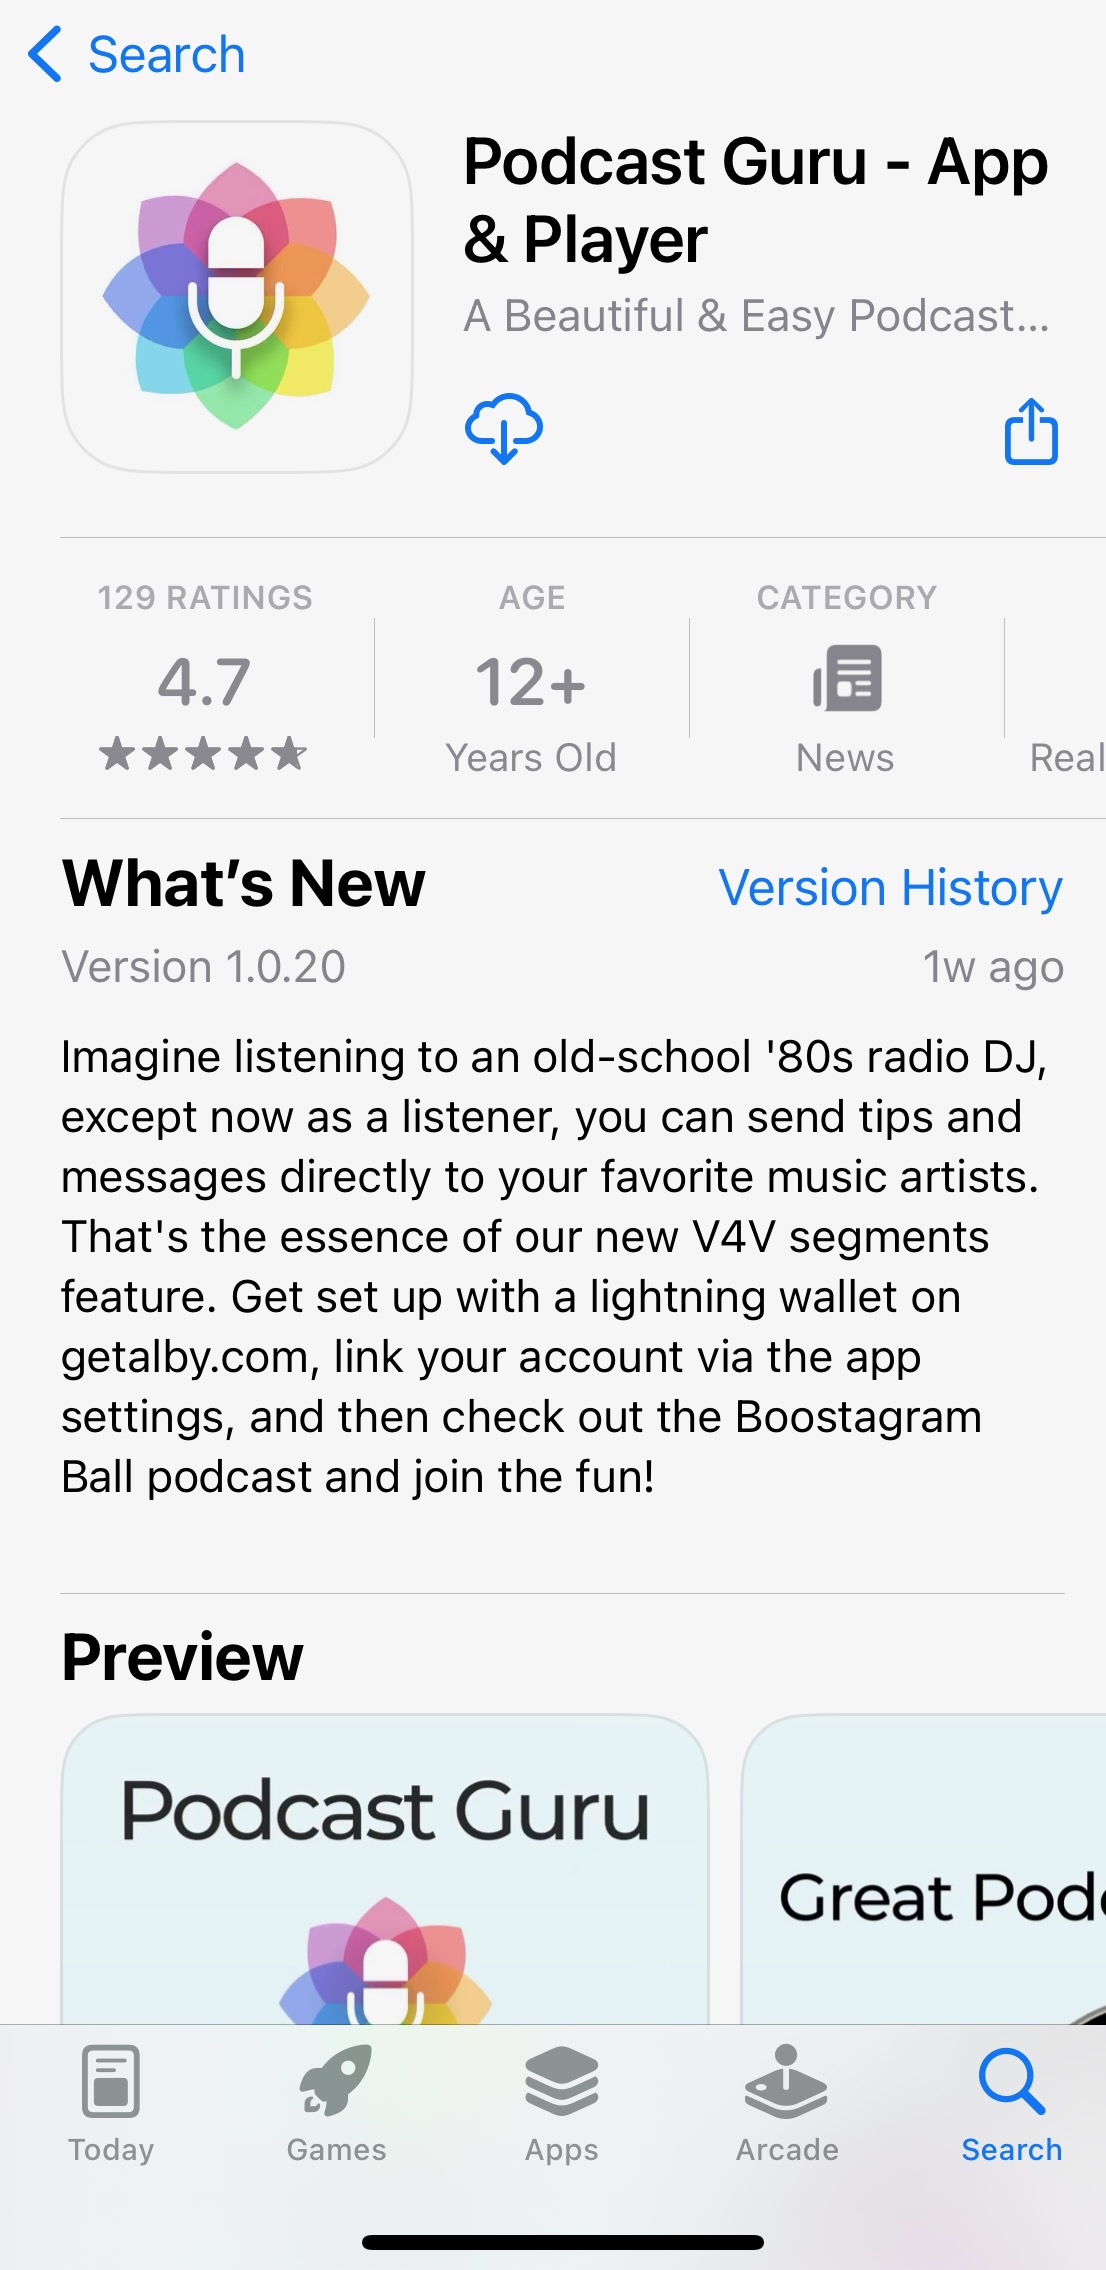 Search
Podcast Guru - App
& Player
A Beautiful & Easy Podcast...
129 RATINGS
AGE
CATEGORY
4.7
12+
Years Old
News
Real
What's New
Version History
Version 1.0.20
1w ago
Imagine listening to an old-school '80s radio DJ,
except now as a listener, you can send tips and
messages directly to your favorite music artists.
That's the essence of our new V4V segments
feature. Get set up with a lightning wallet on
getalby.com, link your account via the app
settings, and then check out the Boostagram
Ball podcast and join the fun!
Preview
Podcast Guru
Great Podc
Today
Games
Apps
Arcade
Search